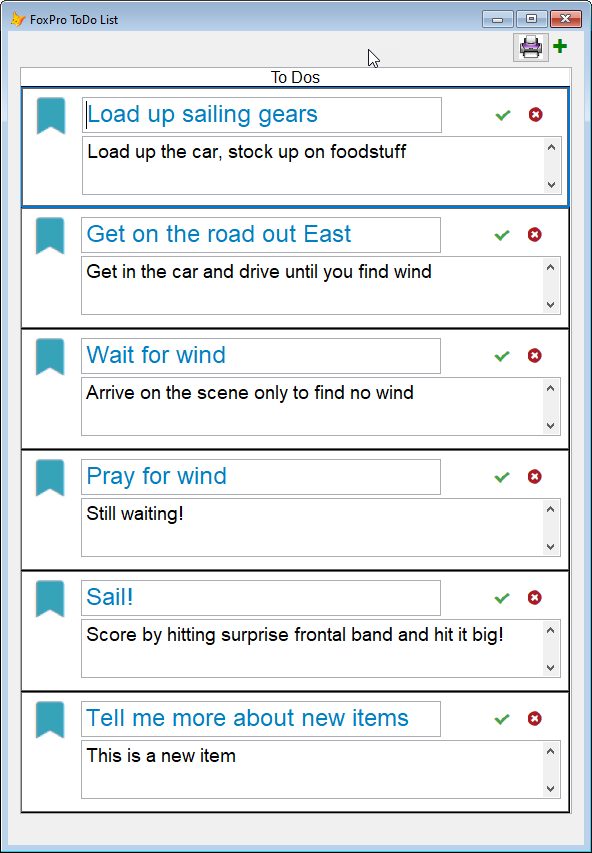 FoxPro ToDo List
To Dos
Load up sailing gears
Load up the car, stock up on foodstuff
Get on the road out East
Get in the car and drive until you find wind
Wait for wind
Arrive on the scene only to find no wind
Pray for wind
Still waiting!
Sail!
Score by hitting surprise frontal band and hit it big!
Tell me more about new items
This is a new item